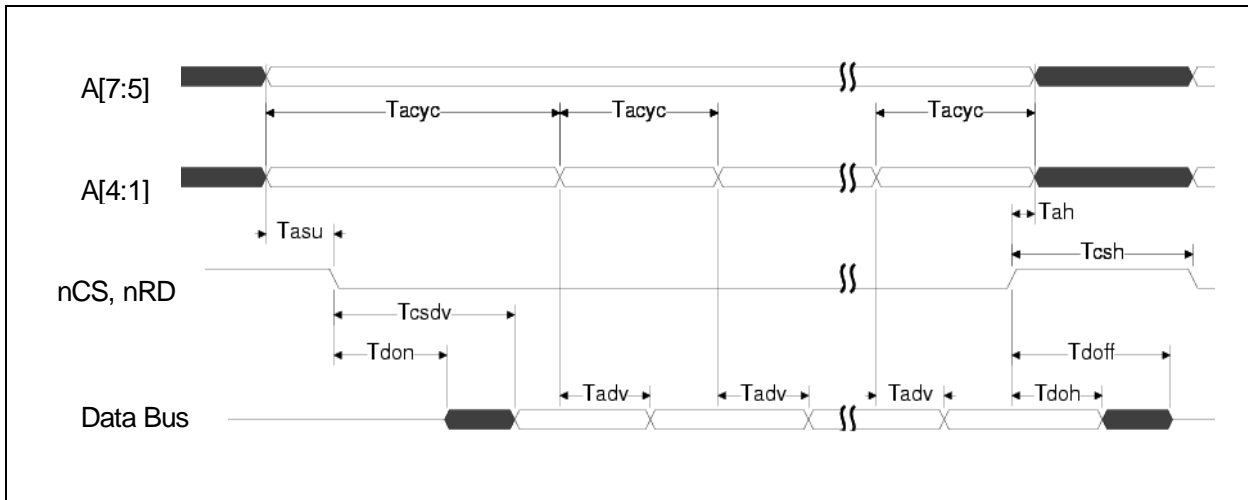 A[7:5]
Tacyc Tacyc Tacyc
A[4:1]
Tah
Tasu
Tcsh
nCS, nRD
Tcsdv
Tdon Tdoff
Tadv Tadv Tadv Tdoh
Data Bus